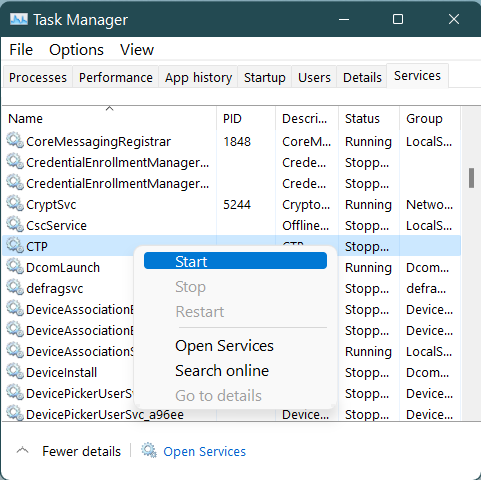 Task Manager
File Options View
Processes Performance App history Startup Users Details Services
Name PID Descri... Status Group
CoreMessagingRegistrar 1848 CoreM... Running LocalS...
CredentialEnrollmentManager... Crede... Stopp...
CredentialEnrollmentManager... Crede... Stopp...
CryptSvc 5244 Crypto... Running Netwo...
CscService Offline... Stopp... LocalS...
CTP CTP Stopp...
DcomLaunch Running Dcom...
defragsvc Stopp... defra...
DeviceAssociationB Stopp... Device...
DeviceAssociationB Stopp... Device...
DeviceAssociationS Running LocalS...
DeviceInstall Stopp... Dcom...
DevicePickerUserSv Stopp... Device...
DevicePickerUserSvc_a96ee Device... Stopp... Device...
Start
Stop
Restart
Open Services
Search online
Go to details
Fewer details Open Services